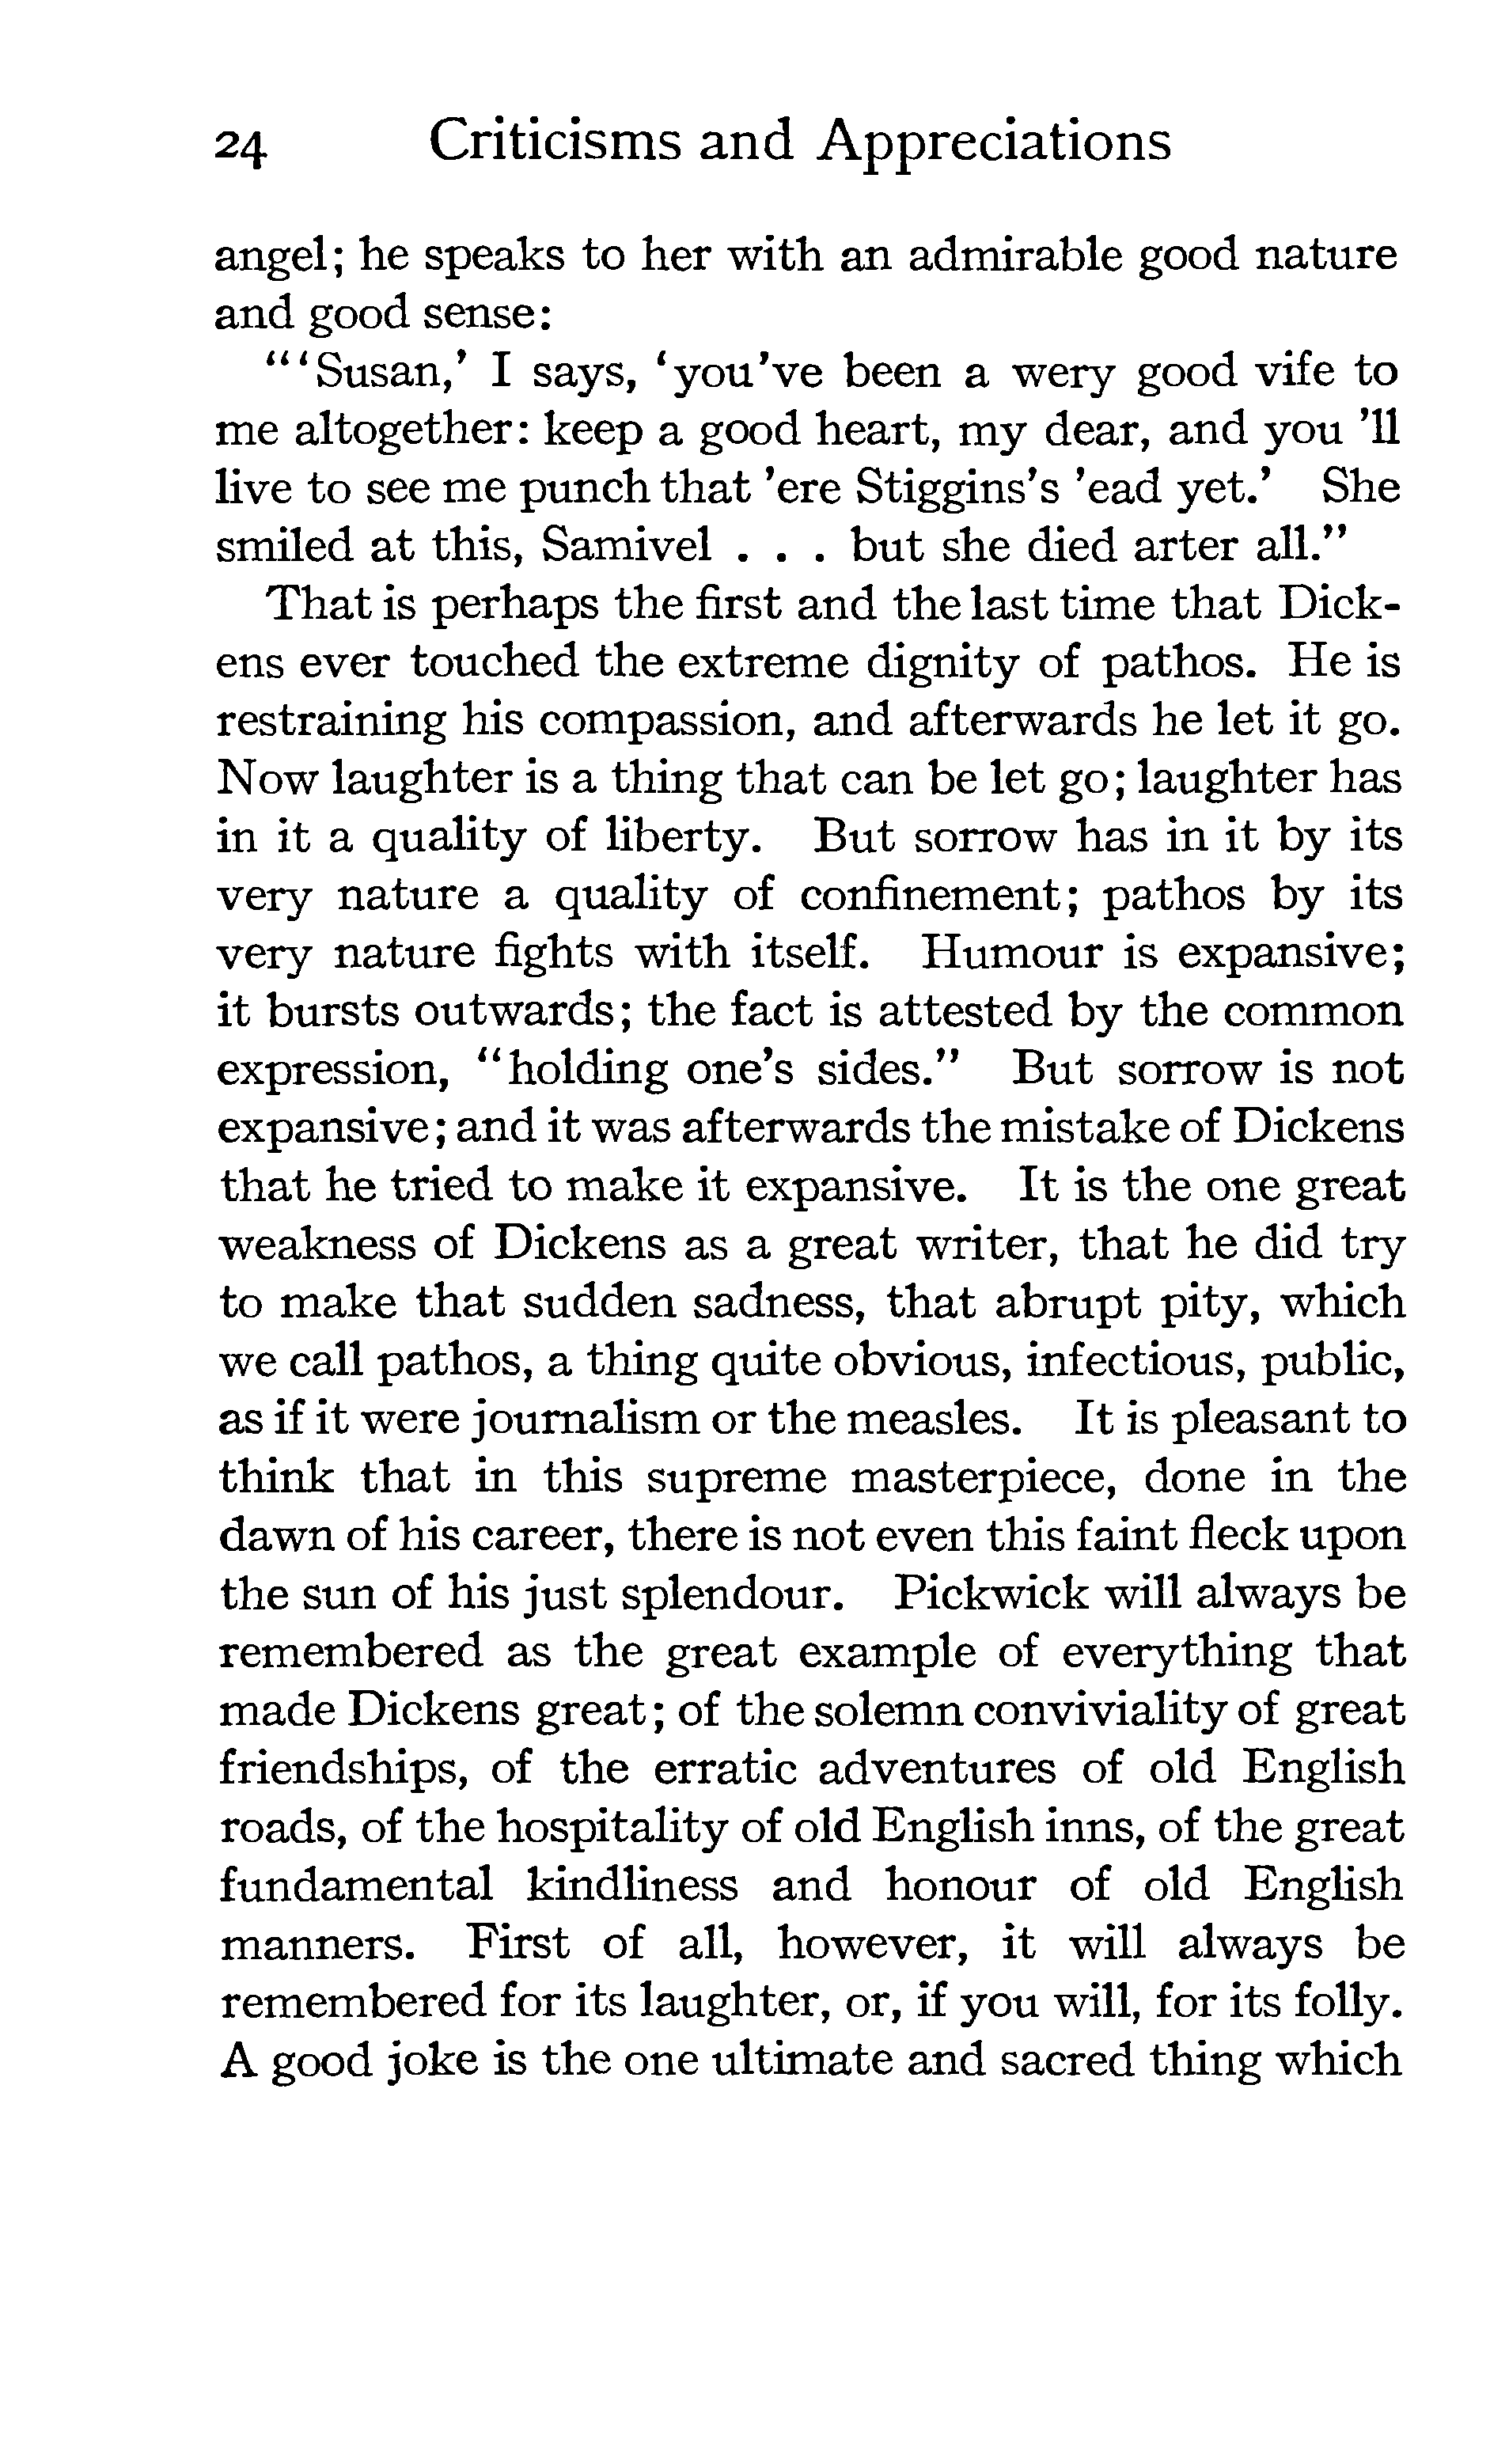 24 Criticisms and Appreciations
angel; he speaks to her with an admirable good nature
and good sense:
“‘Susan,’ I says, ‘you’ve been a wery good vife to
me altogether: keep a good heart, my dear, and you ’ll
live to see me punch that ’ere Stiggins’s ’ead yet.’ She
smiled at this, Samivel . . . but she died arter all.”
That is perhaps the first and the last time that Dick-
ens ever touched the extreme dignity of pathos. He is
restraining his compassion, and afterwards he let it go.
Now laughter is a thing that can be let go; laughter has
in it a quality of liberty. But sorrow has in it by its
very nature a quality of confinement; pathos by its
very nature fights with itself. Humour is expansive;
it bursts outwards; the fact is attested by the common
expression, “holding one’s sides.” But sorrow is not
expansive; and it was afterwards the mistake of Dickens
that he tried to make it expansive. It is the one great
weakness of Dickens as a great writer, that he did try
to make that sudden sadness, that abrupt pity, which
we call pathos, a thing quite obvious, infectious, public,
as if it were journalism or the measles. It is pleasant to
think that in this supreme masterpiece, done in the
dawn of his career, there is not even this faint fleck upon
the sun of his just splendour. Pickwick will always be
remembered as the great example of everything that
made Dickens great; of the solemn conviviality of great
friendships, of the erratic adventures of old English
roads, of the hospitality of old English inns, of the great
fundamental kindliness and honour of old English
manners. First of all, however, it will always be
remembered for its laughter, or, if you will, for its folly.
A good joke is the one ultimate and sacred thing which